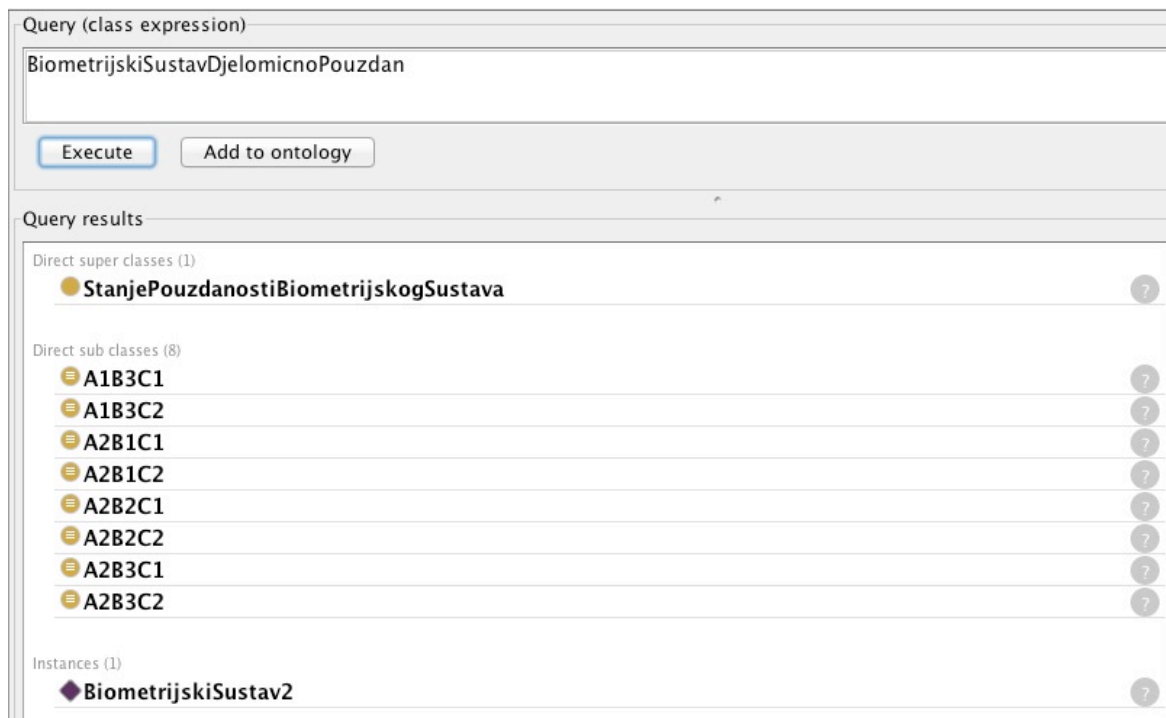 Query (class expression)
BiometrijskiSustavDjelomicnoPouzdan
Execute Add to ontology
Query results
Direct super classes (1)
StanjePouzdanostiBiometrijskogSustava ?
Direct sub classes (8)
A1B3C1 ?
A1B3C2 ?
A2B1C1 ?
A2B1C2 ?
A2B2C1 ?
A2B2C2 ?
A2B3C1 ?
A2B3C2 ?
Instances (1)
BiometrijskiSustav2 ?